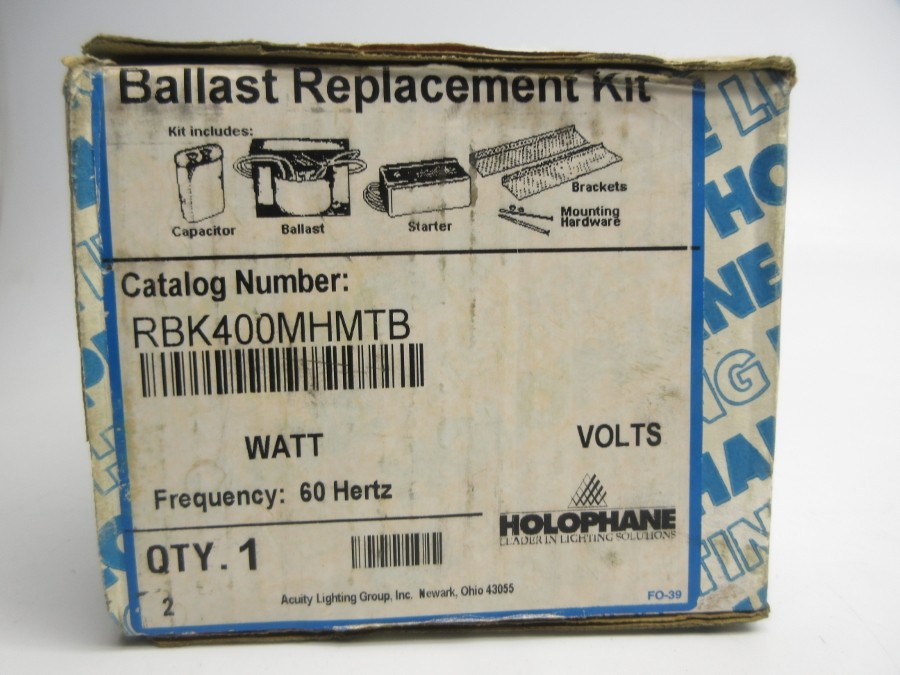 Ballast Replacement Kit
Kit includes:
Capacitor
Ballast
Starter
Brackets
Mounting
Hardware
Catalog Number:
RBK400MHMTB
WATT
VOLTS
Frequency: 60 Hertz
HOLOPHANE
LEADER IN LIGHTING SOLUTIONS
QTY. 1
2
Acuity Lighting Group, Inc. Newark, Ohio 43055
FO-39